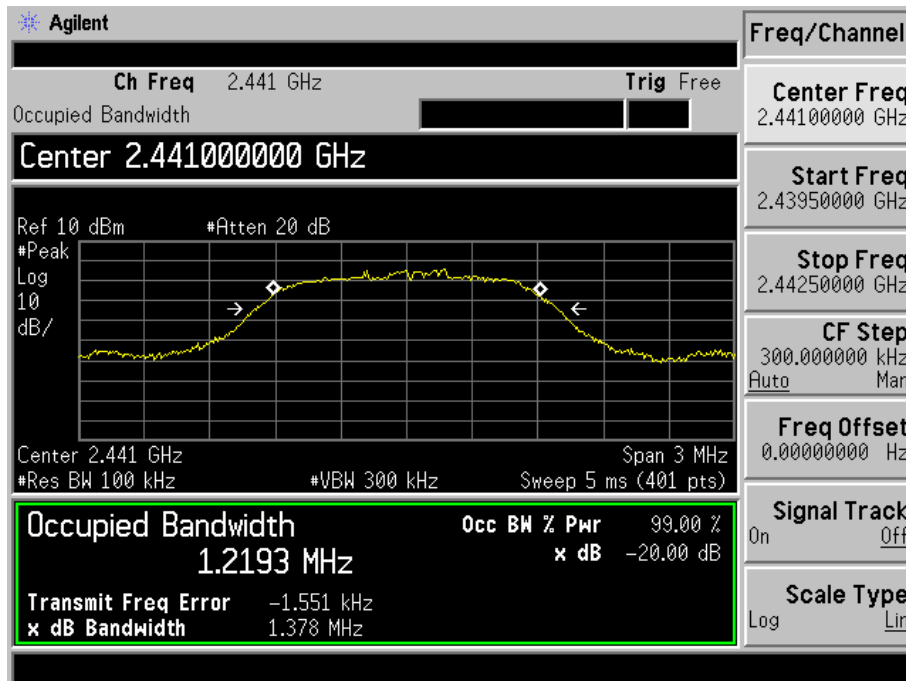 Agilent
Freq/Channel
Ch Freq 2.441 GHz Trig Free
Occupied Bandwidth
Center 2.441000000 GHz
Ref 10 dBm #Atten 20 dB
#Peak
Log
10
dB/
Center 2.441 GHz Span 3 MHz
#Res BW 100 kHz #VBW 300 kHz Sweep 5 ms (401 pts)
Occupied Bandwidth
1.2193 MHz
Occ BW % Pwr 99.00 %
x dB -20.00 dB
Transmit Freq Error -1.551 kHz
x dB Bandwidth 1.378 MHz
Center Freq
2.44100000 GHz
Start Freq
2.43950000 GHz
Stop Freq
2.44250000 GHz
CF Step
300.000000 kHz
Auto Man
Freq Offset
0.00000000 Hz
Signal Track
On Off
Scale Type
Log Lin